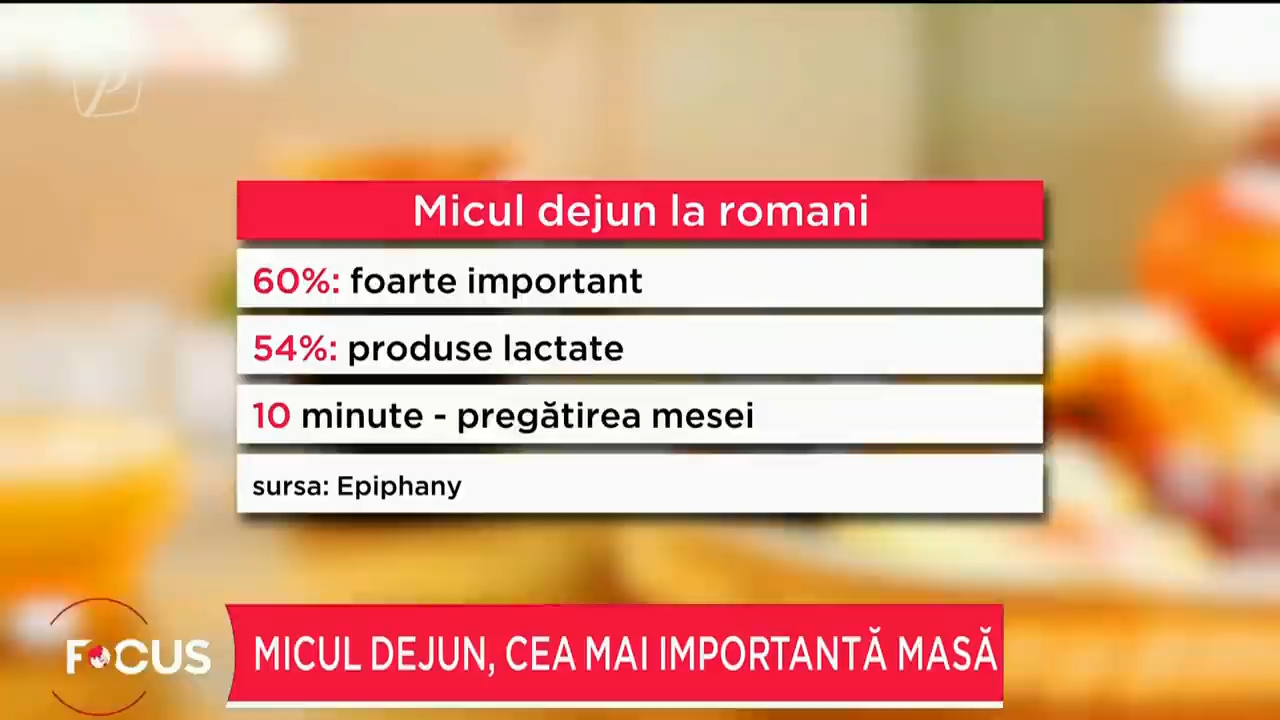 Micul dejun la romani
60%: foarte important
54%: produse lactate
10 minute - pregătirea mesei
sursa: Epiphany
FOCUS
MICUL DEJUN, CEA MAI IMPORTANTĂ MASĂ